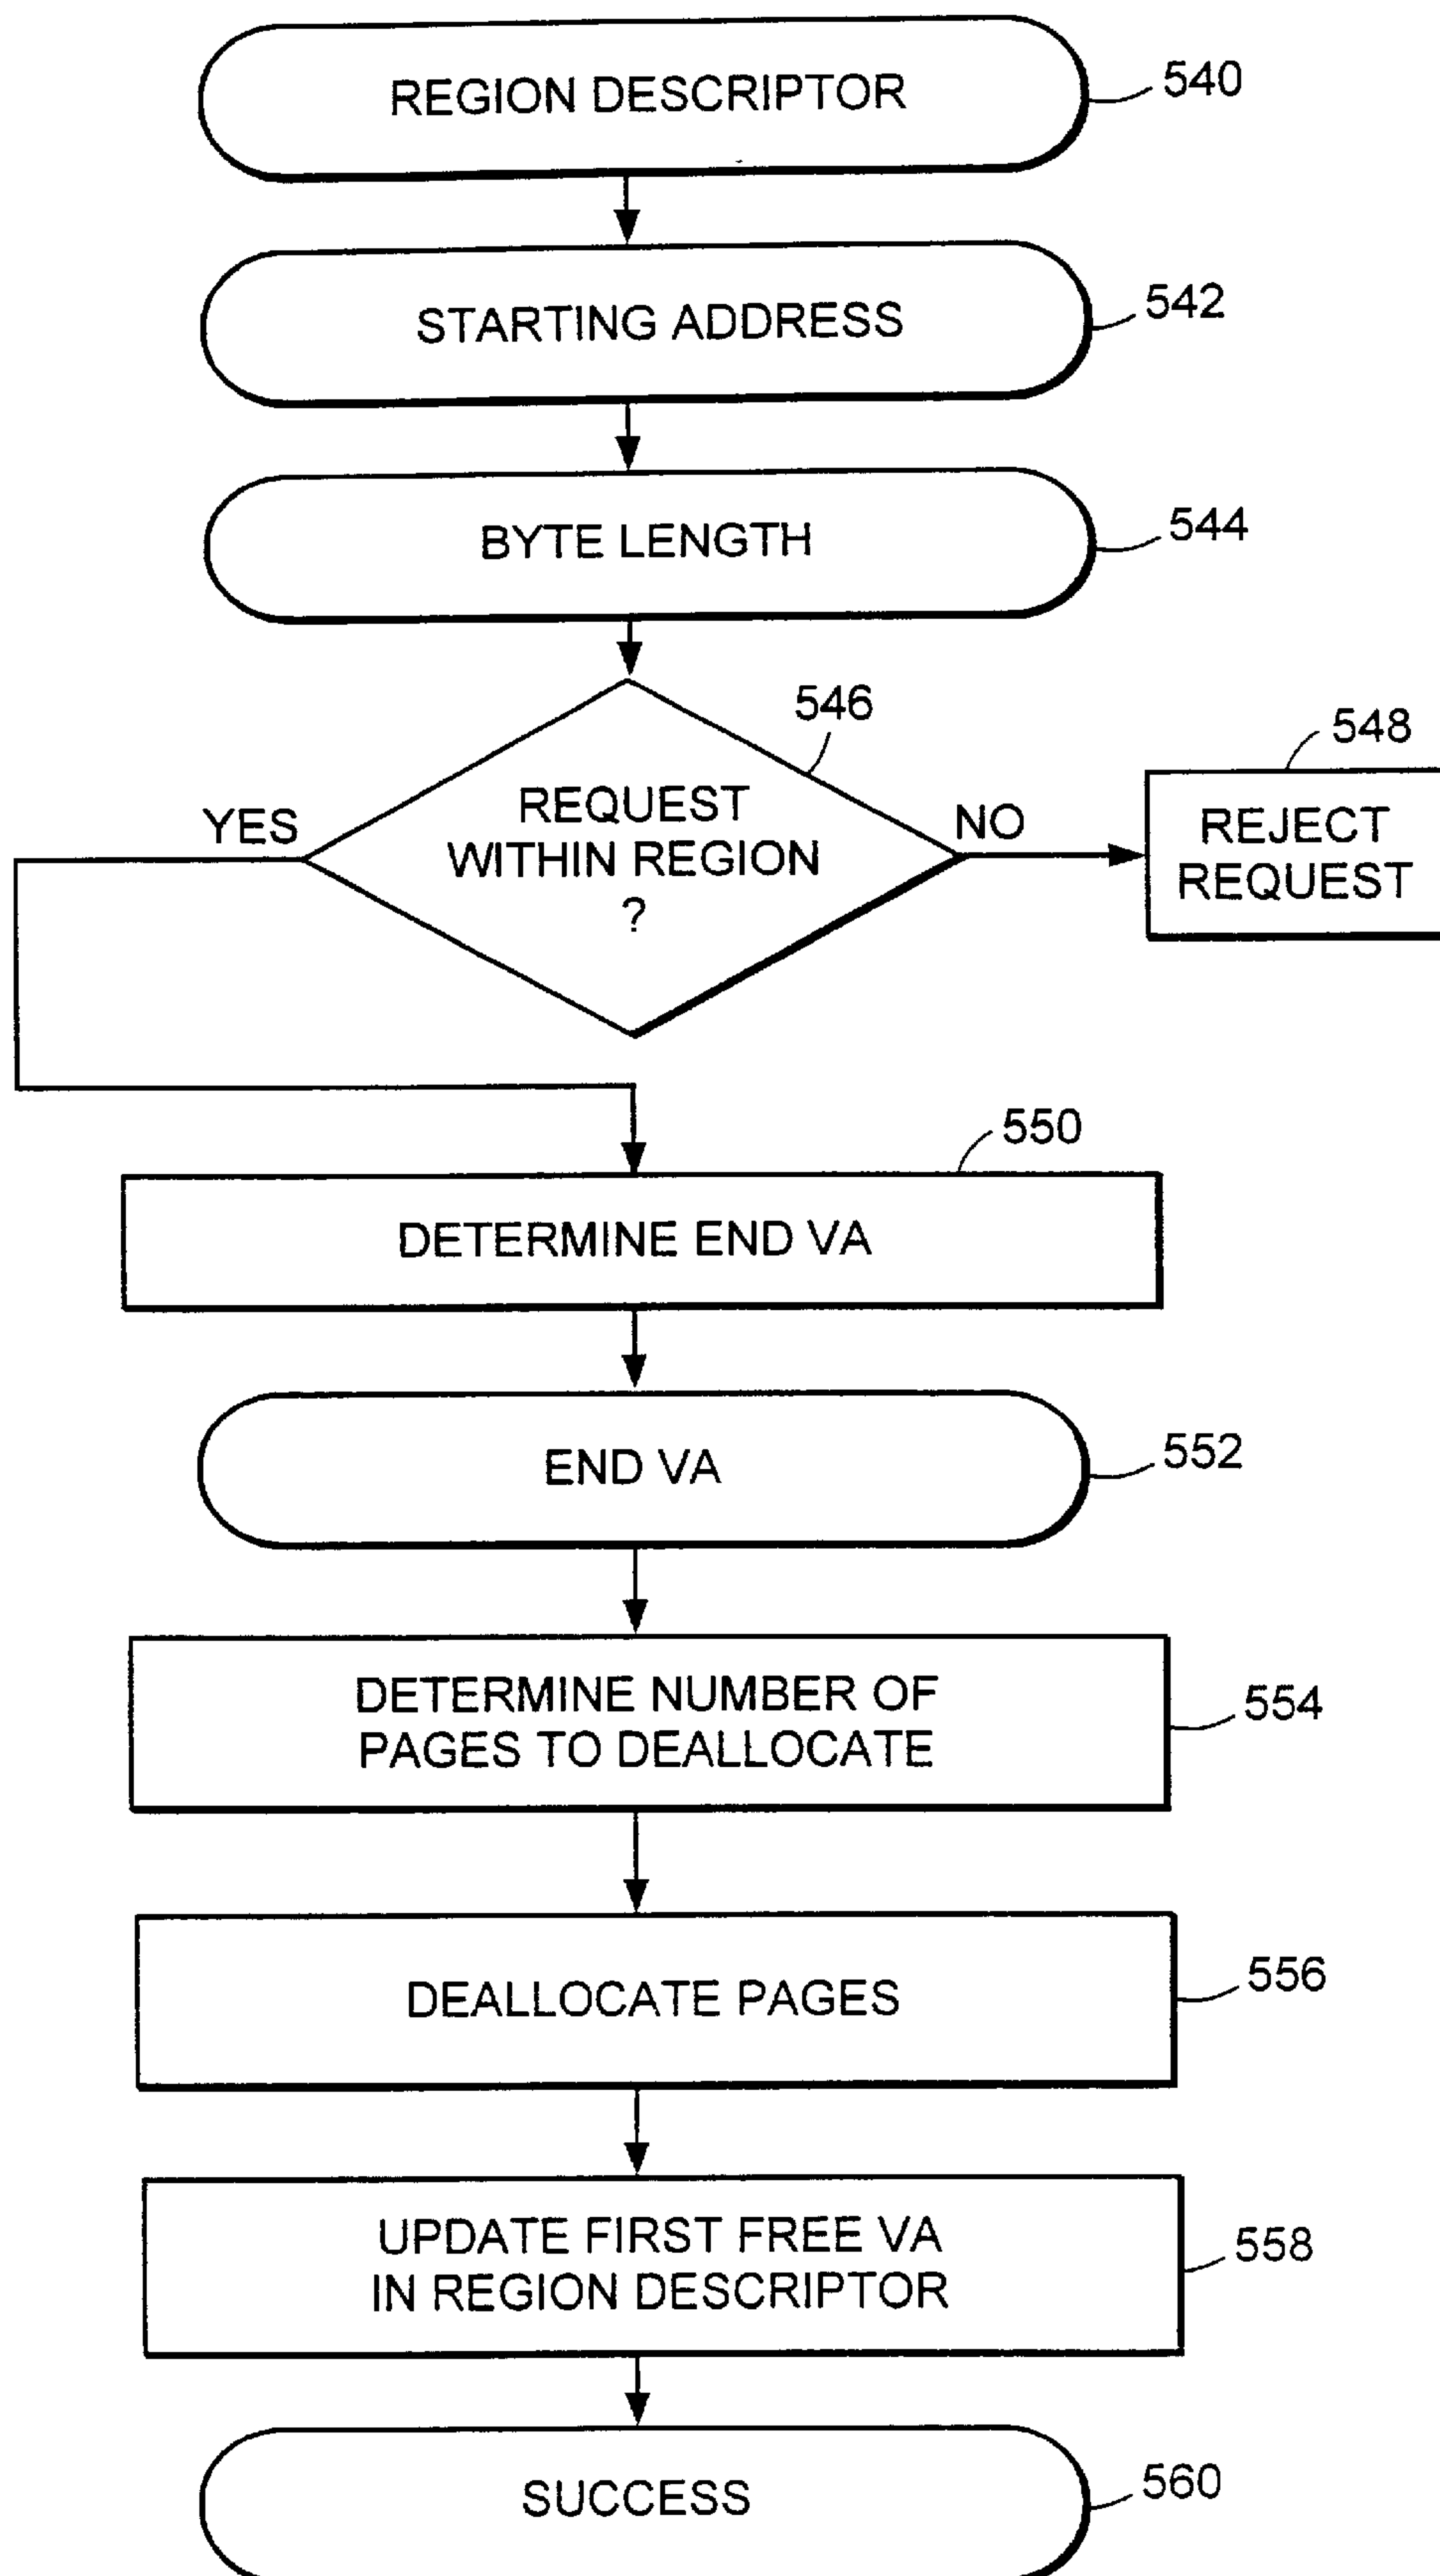 REGION DESCRIPTOR
540
STARTING ADDRESS
542
BYTE LENGTH
544
546
548
YES
REQUEST
WITHIN REGION
?
NO
REJECT
REQUEST
550
DETERMINE END VA
END VA
552
DETERMINE NUMBER OF
PAGES TO DEALLOCATE
554
DEALLOCATE PAGES
556
UPDATE FIRST FREE VA
IN REGION DESCRIPTOR
558
SUCCESS
560